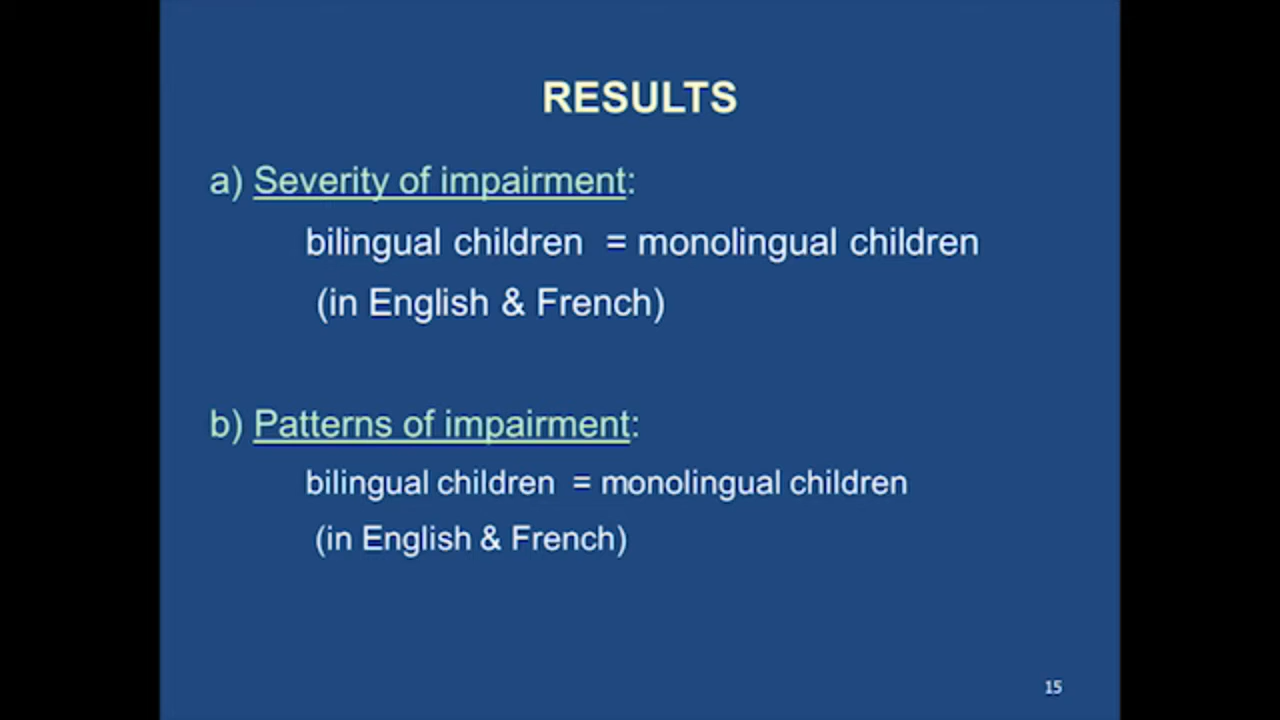 RESULTS
a) Severity of impairment:
bilingual children = monolingual children
(in English & French)
b) Patterns of impairment:
bilingual children = monolingual children
(in English & French)
15